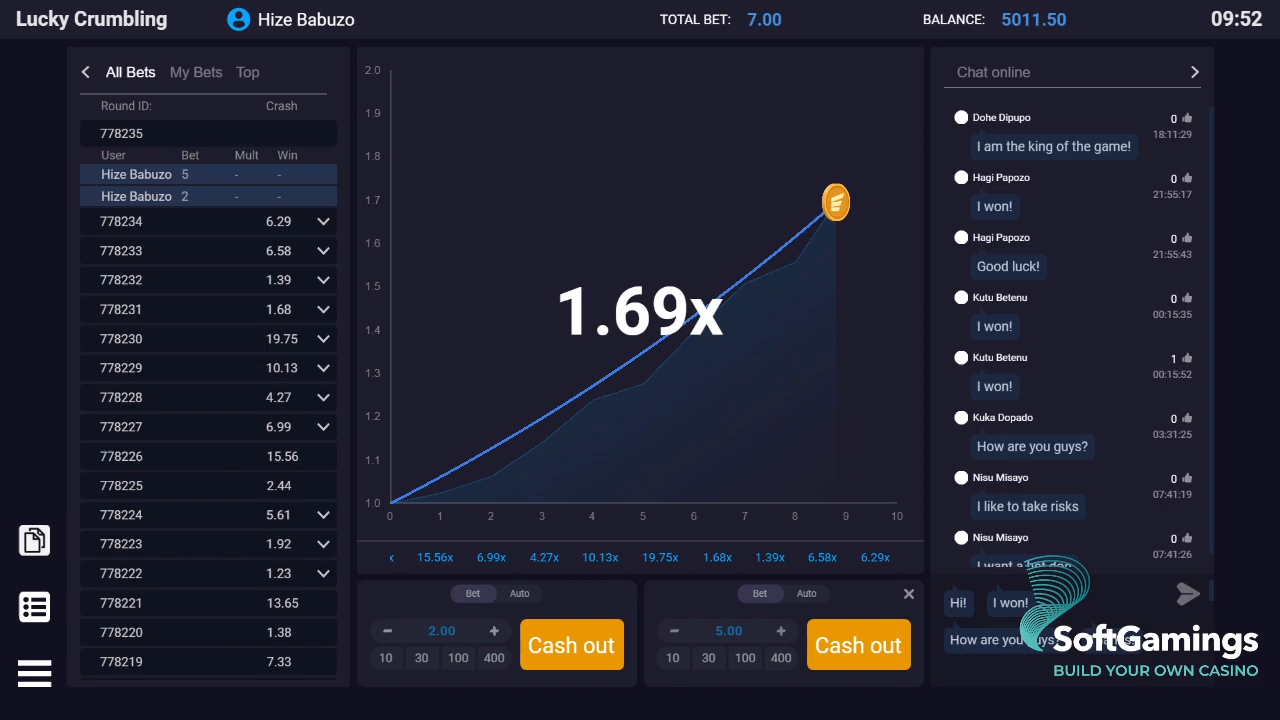 Lucky Crumbling
Hize Babuzo
TOTAL BET: 7.00
BALANCE: 5011.50
09:52
All Bets My Bets Top
Round ID: Crash
778235
User Bet Mult Win
Hize Babuzo 5 - -
Hize Babuzo 2 - -
778234 6.29
778233 6.58
778232 1.39
778231 1.68
778230 19.75
778229 10.13
778228 4.27
778227 6.99
778226 15.56
778225 2.44
778224 5.61
778223 1.92
778222 1.23
778221 13.65
778220 1.38
778219 7.33
2.0
1.9
1.8
1.7
1.6
1.5
1.4
1.3
1.2
1.1
1.0
1.69x
0 1 2 3 4 5 6 7 8 9 10
15.56x 6.99x 4.27x 10.13x 19.75x 1.68x 1.39x 6.58x 6.29x
Bet Auto
- 2.00 +
10 30 100 400
Cash out
Bet Auto
- 5.00 +
10 30 100 400
Cash out
Chat online
Dohe Dipupo 0
18:11:29
I am the king of the game!
Hagi Papozo 0
21:55:17
I won!
Hagi Papozo 0
21:55:43
Good luck!
Kutu Betenu 0
00:15:35
I won!
Kutu Betenu 1
00:15:52
I won!
Kuka Dopado 0
03:31:25
How are you guys?
Nisu Misayo 0
07:41:19
I like to take risks
Nisu Misayo 0
07:41:26
I want a hot dog
Hi! I won!
How are you guys?
SoftGamings
BUILD YOUR OWN CASINO